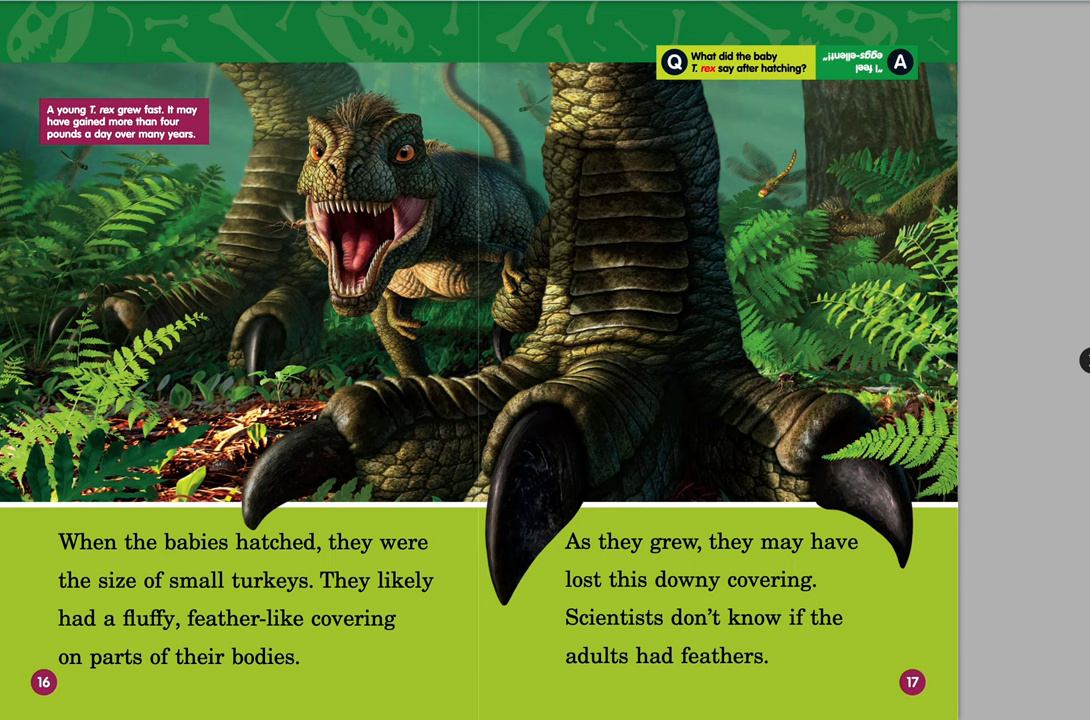 Q
What did the baby
T. rex say after hatching?
"I feel
eggs-ellent!"
A
A young T. rex grew fast. It may
have gained more than four
pounds a day over many years.
When the babies hatched, they were
the size of small turkeys. They likely
had a fluffy, feather-like covering
on parts of their bodies.
16
As they grew, they may have
lost this downy covering.
Scientists don't know if the
adults had feathers.
17